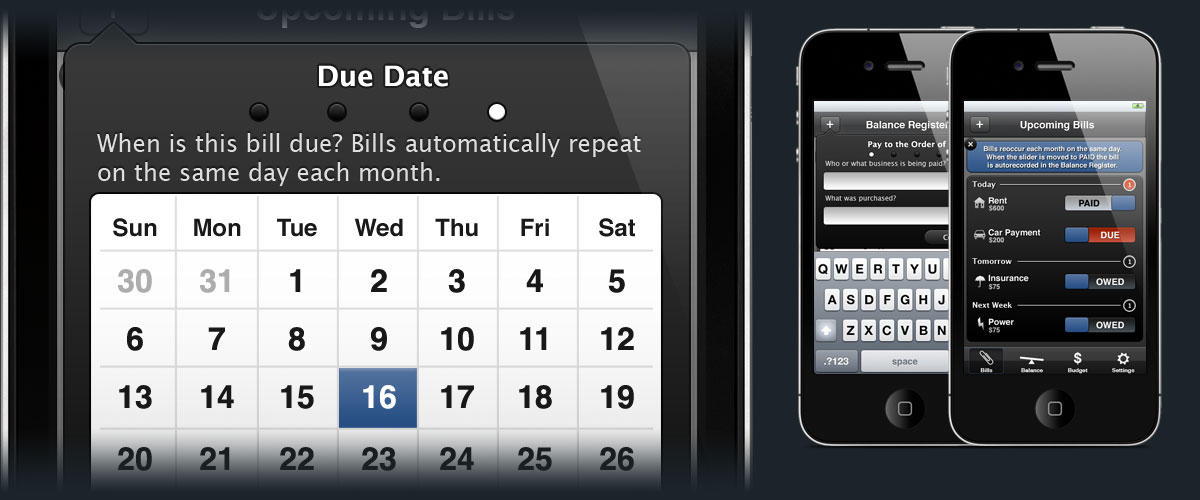 Upcoming Bills
Due Date
When is this bill due? Bills automatically repeat
on the same day each month.
Sun Mon Tue Wed Thu Fri Sat
30 31 1 2 3 4 5
6 7 8 9 10 11 12
13 14 15 16 17 18 19
20 21 22 23 24 25 26
+ Balance Register
Pay to the Order of
Who or what business is being paid?
What was purchased?
C
Q W E R T Y U
A S D F G H J
Z X C V B N
.?123 space
+ Upcoming Bills
Bills reoccur each month on the same day.
When the slider is moved to PAID the bill
is autorecorded in the Balance Register.
Today 1
Rent
$600
PAID
Car Payment
$200
DUE
Tomorrow 1
Insurance
$75
OWED
Next Week 1
Power
$75
OWED
Bills Balance Budget Settings